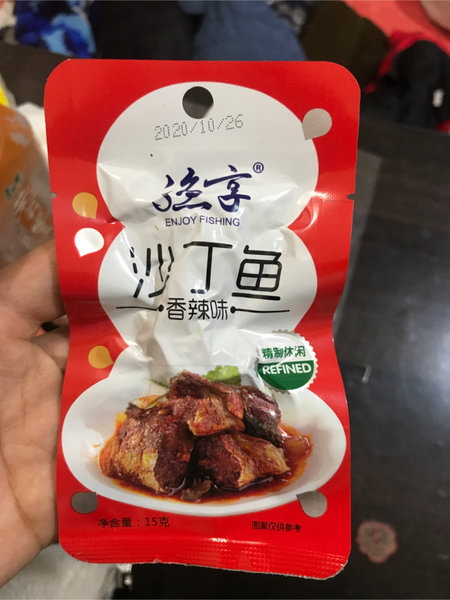 2020/10/26
渔享®
ENJOY FISHING
沙丁鱼
香辣味
精制休闲
REFINED
净含量：15克
图案仅供参考